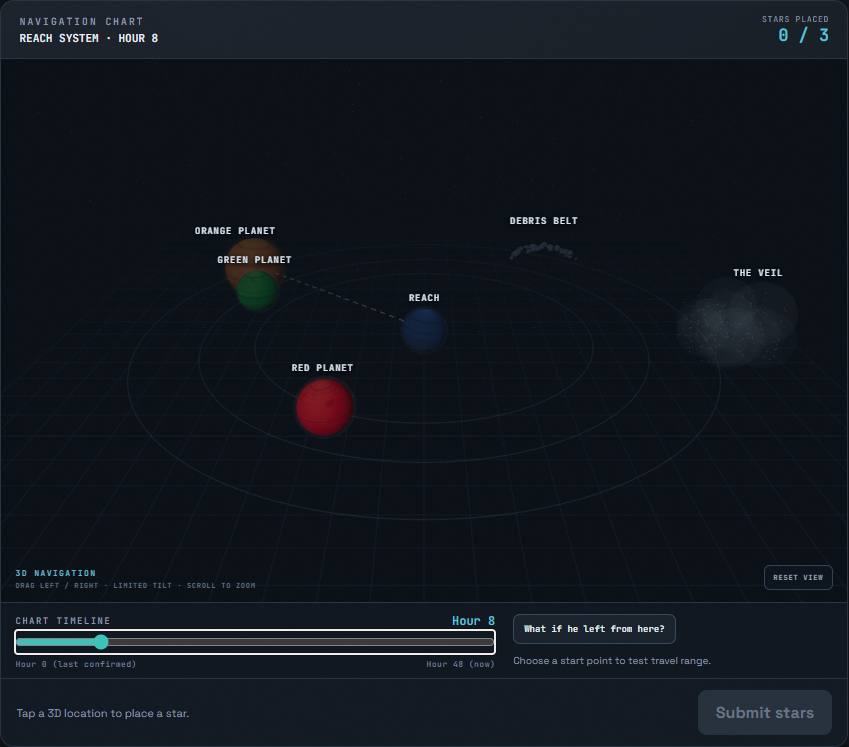 NAVIGATION CHART
REACH SYSTEM · HOUR 8
STARS PLACED
0 / 3
ORANGE PLANET
GREEN PLANET
DEBRIS BELT
THE VEIL
REACH
RED PLANET
3D NAVIGATION
DRAG LEFT / RIGHT · LIMITED TILT · SCROLL TO ZOOM
RESET VIEW
CHART TIMELINE
Hour 8
Hour 0 (last confirmed)
Hour 48 (now)
What if he left from here?
Choose a start point to test travel range.
Tap a 3D location to place a star.
Submit stars